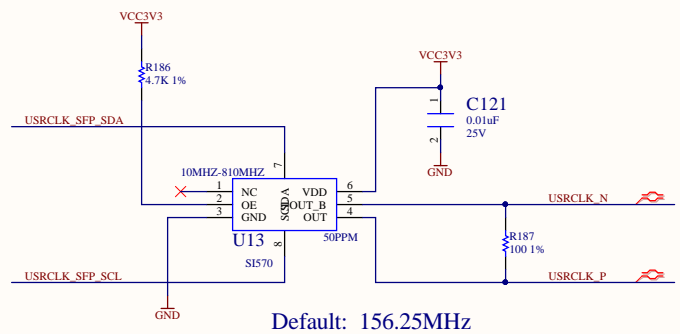 VCC3V3
R186
4.7K 1%
VCC3V3
1
C121
0.01uF
25V
2
GND
USRCLK_SFP_SDA
7
10MHZ-810MHZ
1 NC
2 OE
3 GND
SDA
SCL
VDD 6
OUT_B 5
OUT 4
U13
8
50PPM
SI570
USRCLK_N
R187
100 1%
USRCLK_SFP_SCL
USRCLK_P
GND
Default: 156.25MHz